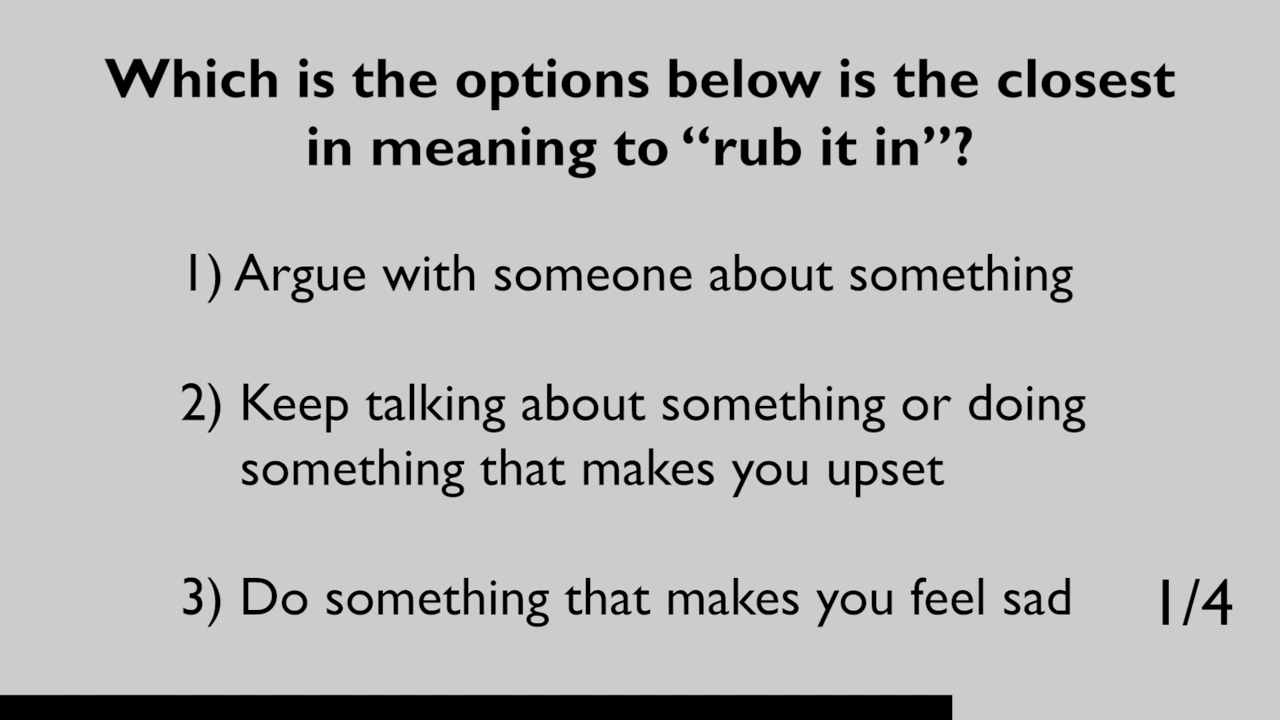 Which is the options below is the closest
in meaning to “rub it in”?
1) Argue with someone about something
2) Keep talking about something or doing
something that makes you upset
3) Do something that makes you feel sad
1/4